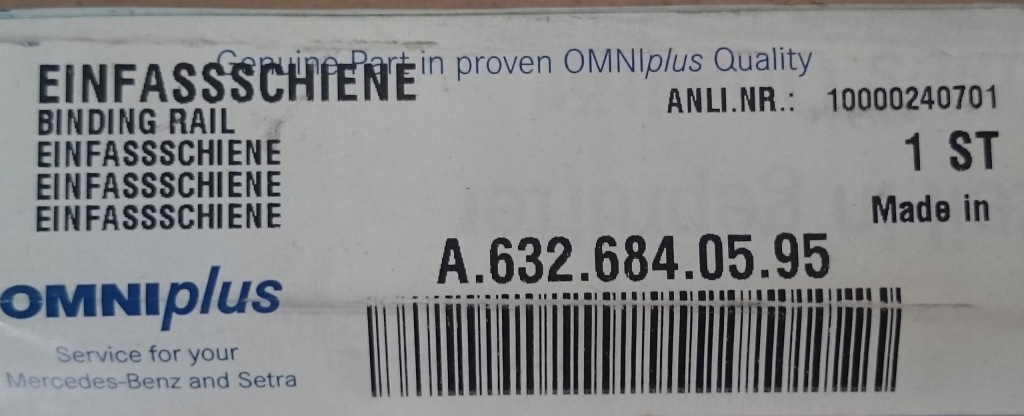 Genuine Part in proven OMNIplus Quality
EINFASSSCHIENE
BINDING RAIL
EINFASSSCHIENE
EINFASSSCHIENE
EINFASSSCHIENE
ANLI.NR.: 10000240701
1 ST
Made in
A.632.684.05.95
OMNIplus
Service for your
Mercedes-Benz and Setra